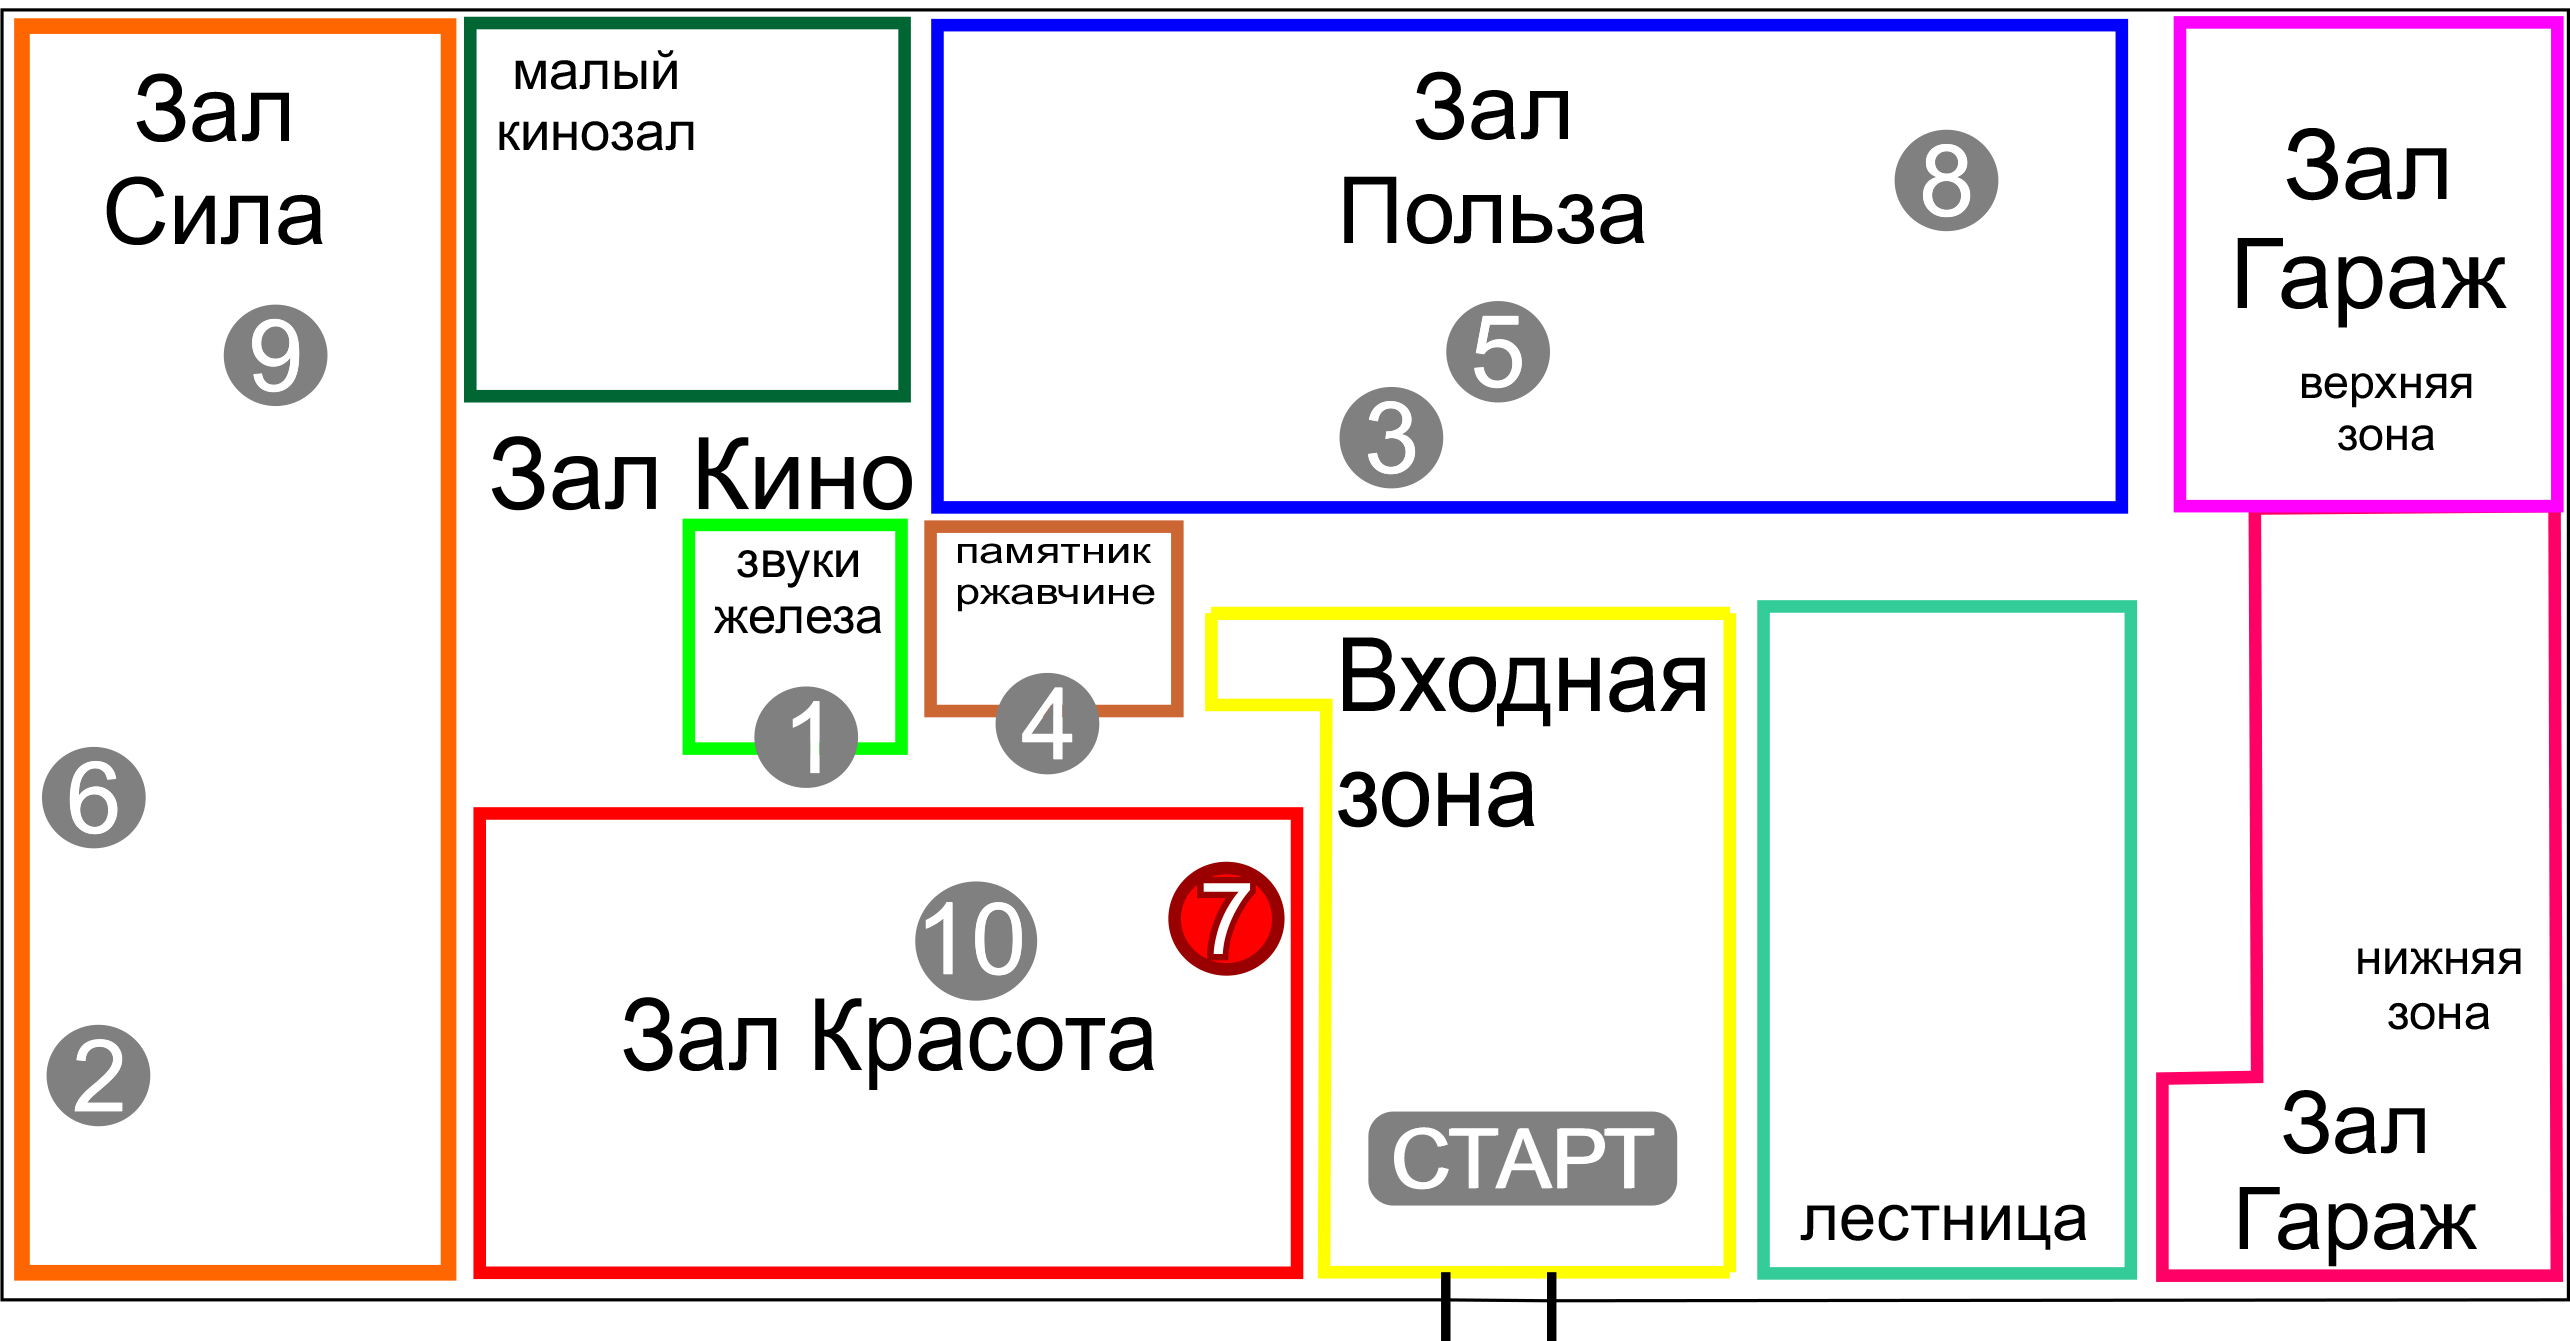 Зал
Сила
9
6
2
малый
кинозал
Зал Кино
звуки
железа
1
памятник
ржавчине
4
Зал
Польза
8
5
3
Зал
Гараж
верхняя
зона
Входная
зона
СТАРТ
7
10
Зал Красота
лестница
нижняя
зона
Зал
Гараж